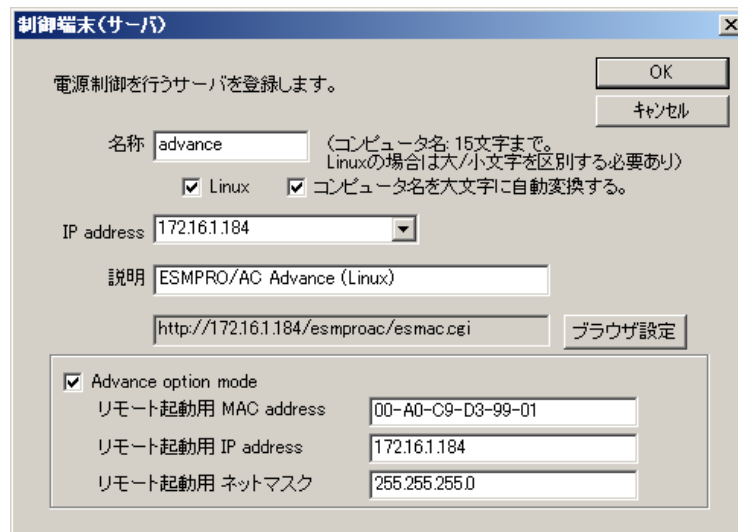 制御端末(サーバ)
電源制御を行うサーバを登録します。
OK
キャンセル
名称 advance (コンピュータ名: 15文字まで。
Linuxの場合は大/小文字を区別する必要あり)
Linux コンピュータ名を大文字に自動変換する。
IP address 172.16.1.184
説明 ESMPRO/AC Advance (Linux)
http://172.16.1.184/esmproac/esmac.cgi ブラウザ設定
Advance option mode
リモート起動用 MAC address 00-A0-C9-D3-99-01
リモート起動用 IP address 172.16.1.184
リモート起動用 ネットマスク 255.255.255.0